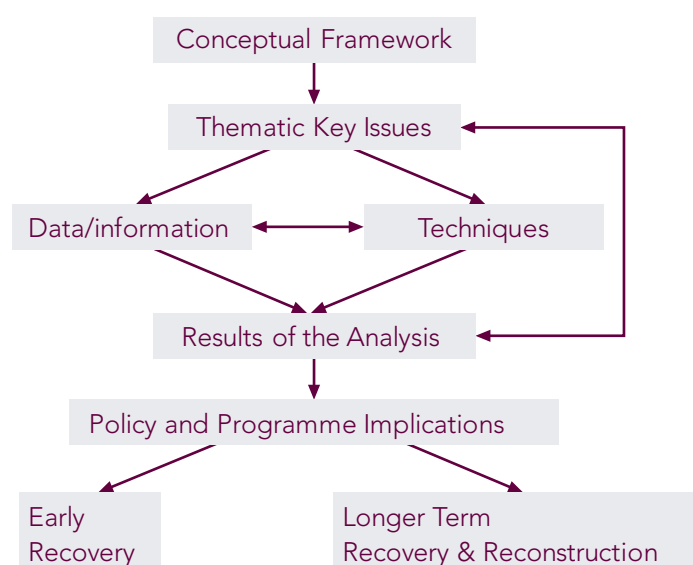 Conceptual Framework
Thematic Key Issues
Data/information
Techniques
Results of the Analysis
Policy and Programme Implications
Early
Recovery
Longer Term
Recovery & Reconstruction